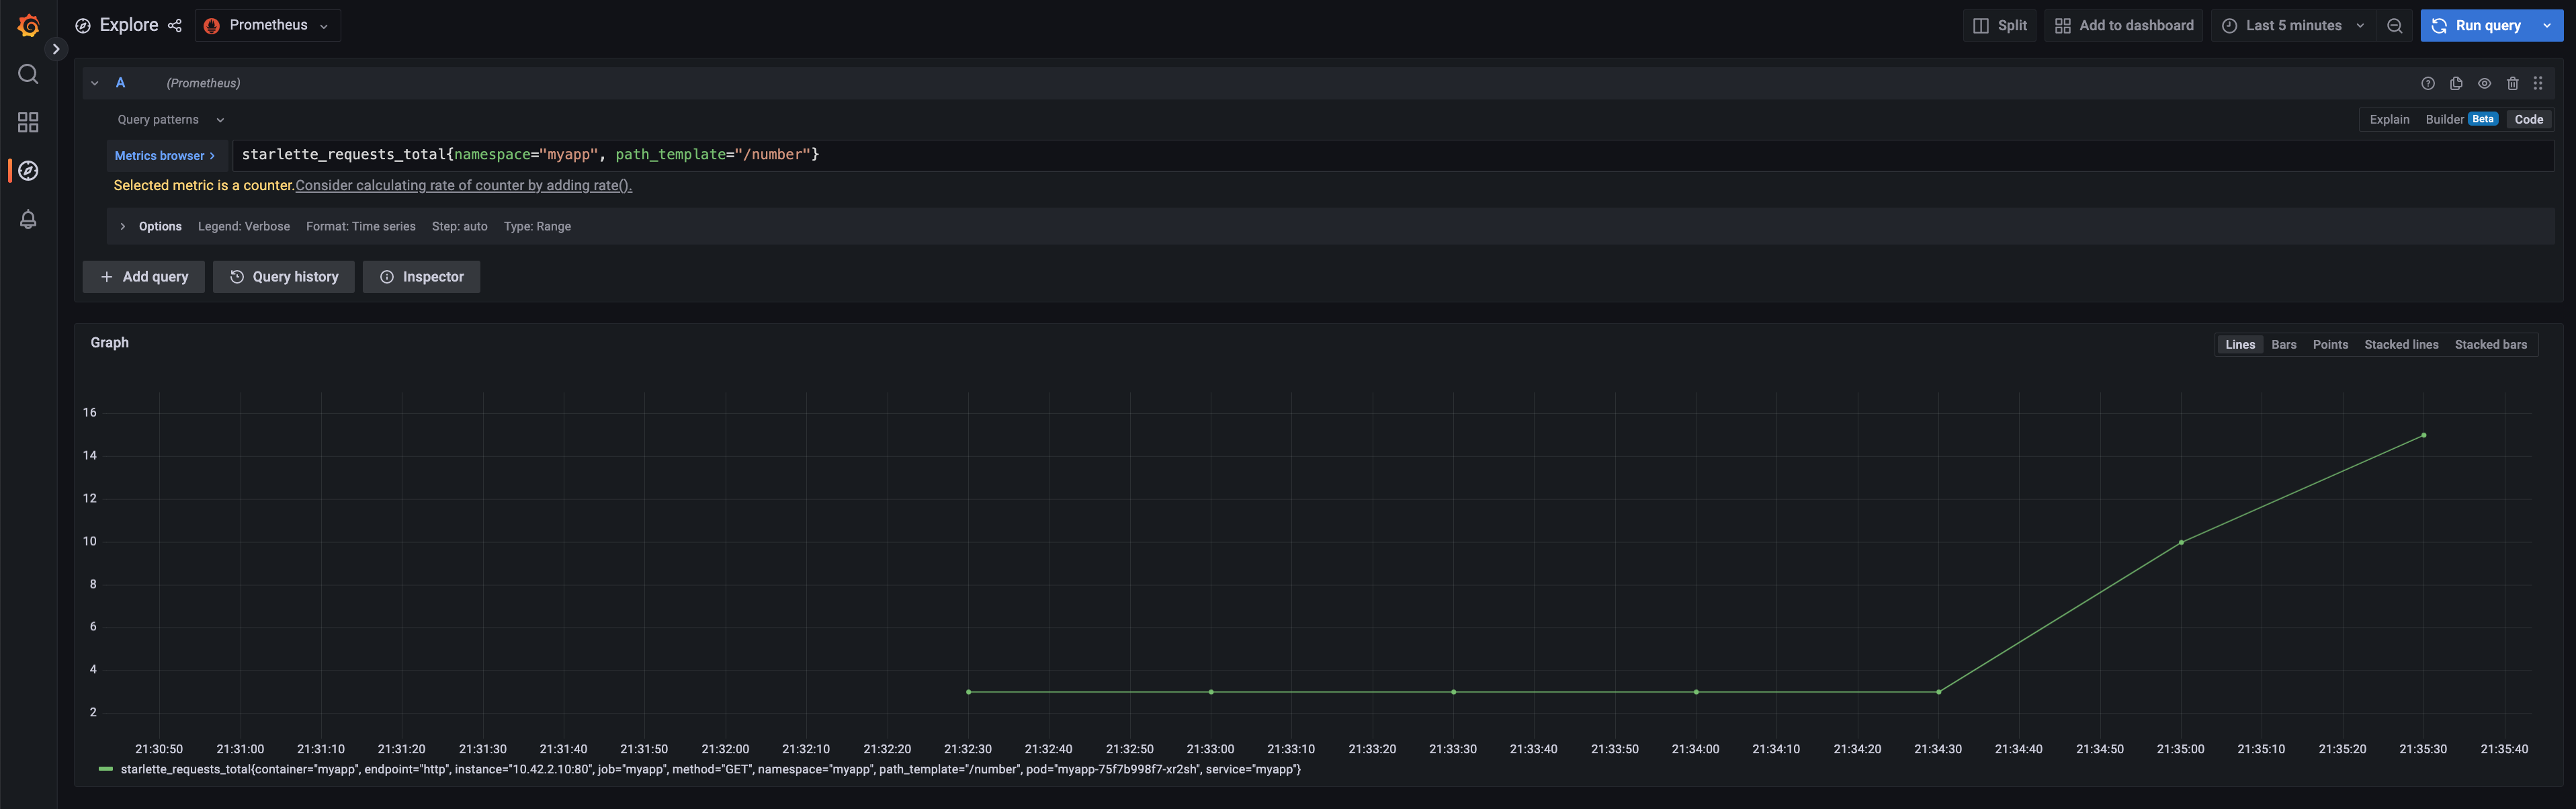 Explore
Prometheus
Split
Add to dashboard
Last 5 minutes
Run query
A
(Prometheus)
Query patterns
Explain
Builder
Beta
Code
Metrics browser
starlette_requests_total{namespace="myapp", path_template="/number"}
Selected metric is a counter.Consider calculating rate of counter by adding rate().
Options
Legend: Verbose
Format: Time series
Step: auto
Type: Range
Add query
Query history
Inspector
Graph
Lines
Bars
Points
Stacked lines
Stacked bars
16
14
12
10
8
6
4
2
21:30:50
21:31:00
21:31:10
21:31:20
21:31:30
21:31:40
21:31:50
21:32:00
21:32:10
21:32:20
21:32:30
21:32:40
21:32:50
21:33:00
21:33:10
21:33:20
21:33:30
21:33:40
21:33:50
21:34:00
21:34:10
21:34:20
21:34:30
21:34:40
21:34:50
21:35:00
21:35:10
21:35:20
21:35:30
21:35:40
starlette_requests_total{container="myapp", endpoint="http", instance="10.42.2.10:80", job="myapp", method="GET", namespace="myapp", path_template="/number", pod="myapp-75f7b998f7-xr2sh", service="myapp"}